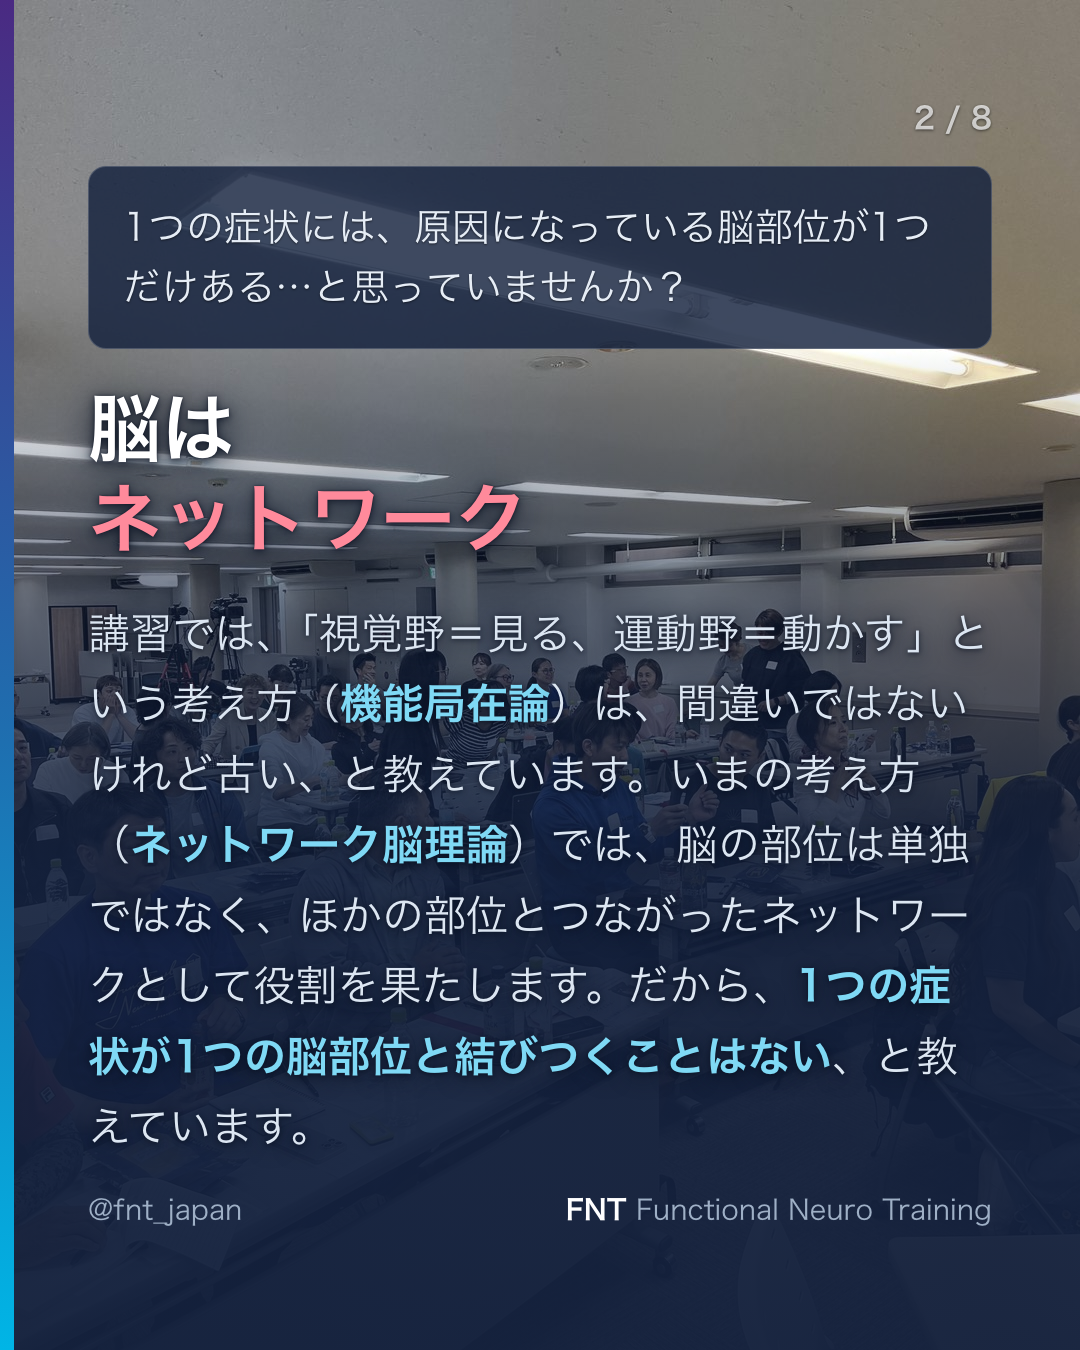 2 / 8
1つの症状には、原因になっている脳部位が1つ
だけある…と思っていませんか？
脳は
ネットワーク
講習では、「視覚野＝見る、運動野＝動かす」と
いう考え方（機能局在論）は、間違いではない
けれど古い、と教えています。いまの考え方
（ネットワーク脳理論）では、脳の部位は単独
ではなく、ほかの部位とつながったネットワー
クとして役割を果たします。だから、1つの症
状が1つの脳部位と結びつくことはない、と教
えています。
@fnt_japan
FNT Functional Neuro Training